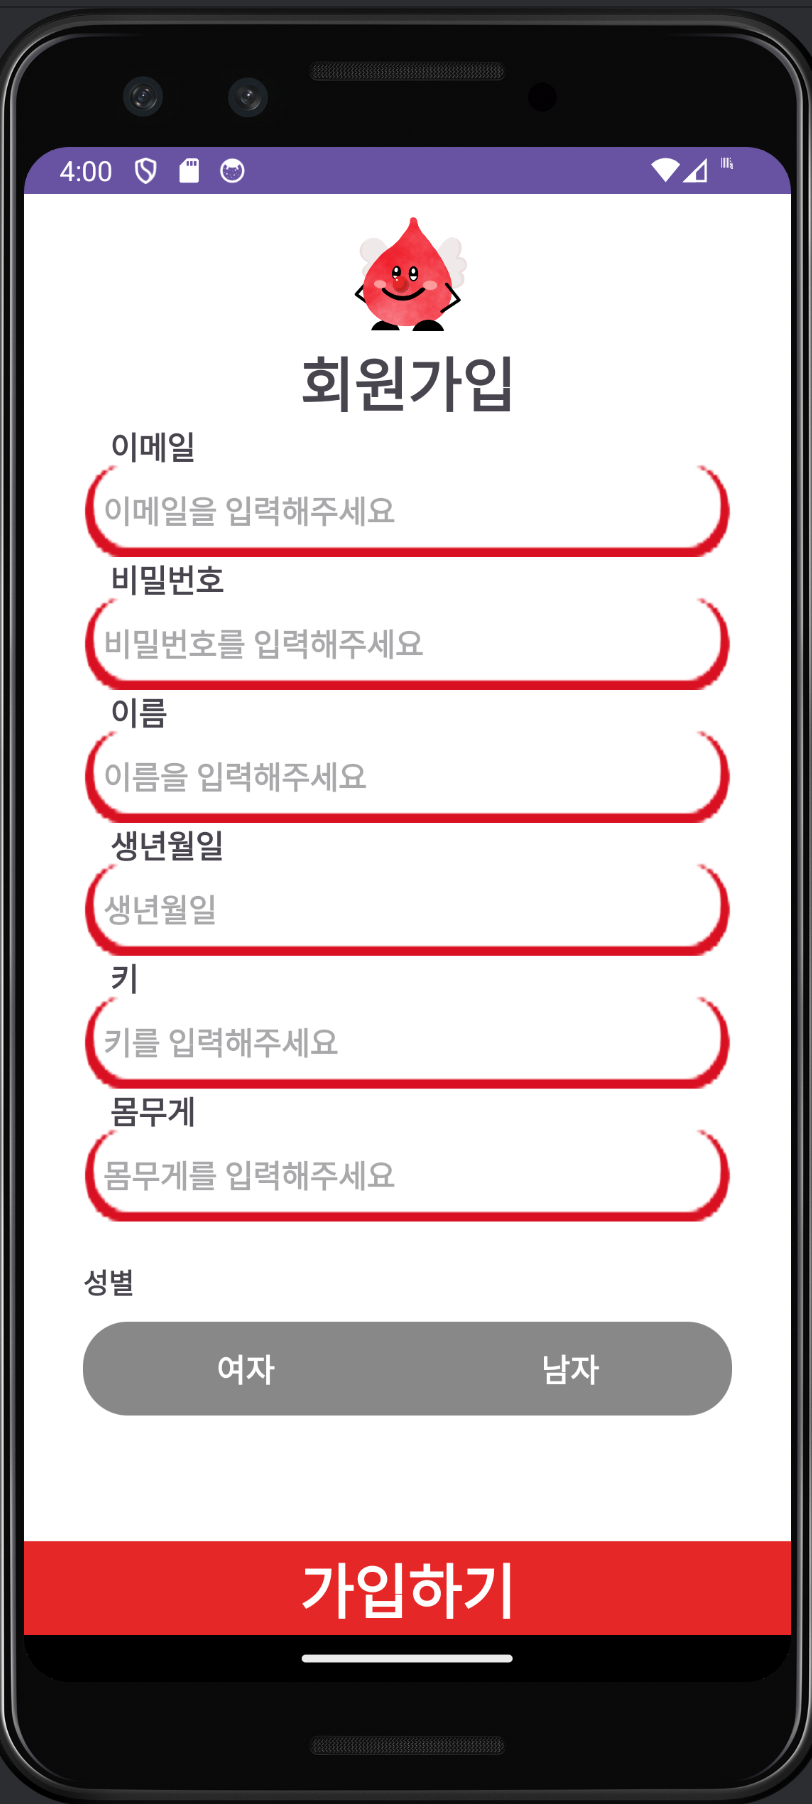 4:00
회원가입
이메일
이메일을 입력해주세요
비밀번호
비밀번호를 입력해주세요
이름
이름을 입력해주세요
생년월일
생년월일
키
키를 입력해주세요
몸무게
몸무게를 입력해주세요
성별
여자 남자
가입하기